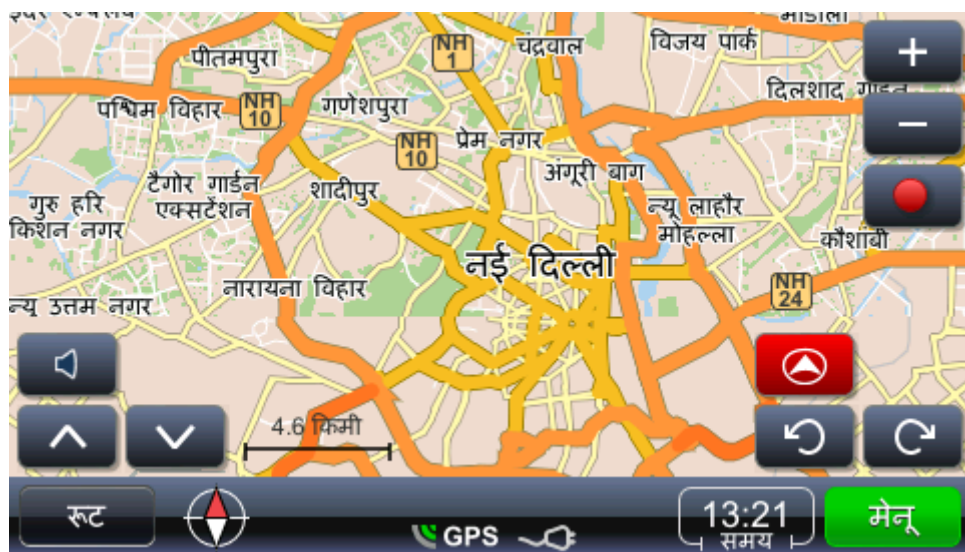 पीतमपुरा
NH
1
चंद्रवाल
विजय पार्क
+
दिलशाद
पश्चिम विहार
NH
10
गणेशपुरा
NH
10
प्रेम नगर
अंगूरी बाग
टैगोर गार्डन
एक्सटेंशन
शादीपुर
गुरु हरि
किशन नगर
न्यू लाहौर
मोहल्ला
कौशांबी
नई दिल्ली
नारायना विहार
NH
24
न्यू उत्तम नगर
4.6 किमी
रूट
GPS
13:21
समय
मेनू